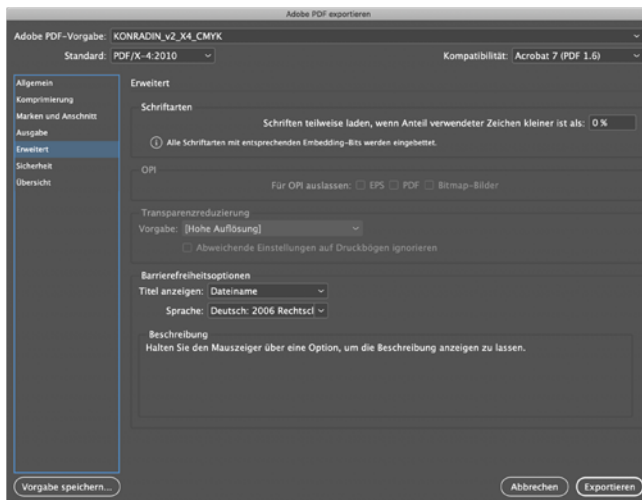 Adobe PDF exportieren
Adobe PDF-Vorgabe: KONRADIN_v2_X4_CMYK
Standard: PDF/X-4:2010 Kompatibilität: Acrobat 7 (PDF 1.6)
Allgemein
Komprimierung
Marken und Anschnitt
Ausgabe
Erweitert
Sicherheit
Übersicht
Erweitert
Schriftarten
Schriften teilweise laden, wenn Anteil verwendeter Zeichen kleiner ist als: 0 %
Alle Schriftarten mit entsprechenden Embedding-Bits werden eingebettet.
OPI
Für OPI auslassen: EPS PDF Bitmap-Bilder
Transparenzreduzierung
Vorgabe: [Hohe Auflösung]
Abweichende Einstellungen auf Druckbögen ignorieren
Barrierefreiheitsoptionen
Titel anzeigen: Dateiname
Sprache: Deutsch: 2006 Rechtscl
Beschreibung
Halten Sie den Mauszeiger über eine Option, um die Beschreibung anzeigen zu lassen.
Vorgabe speichern... Abbrechen Exportieren